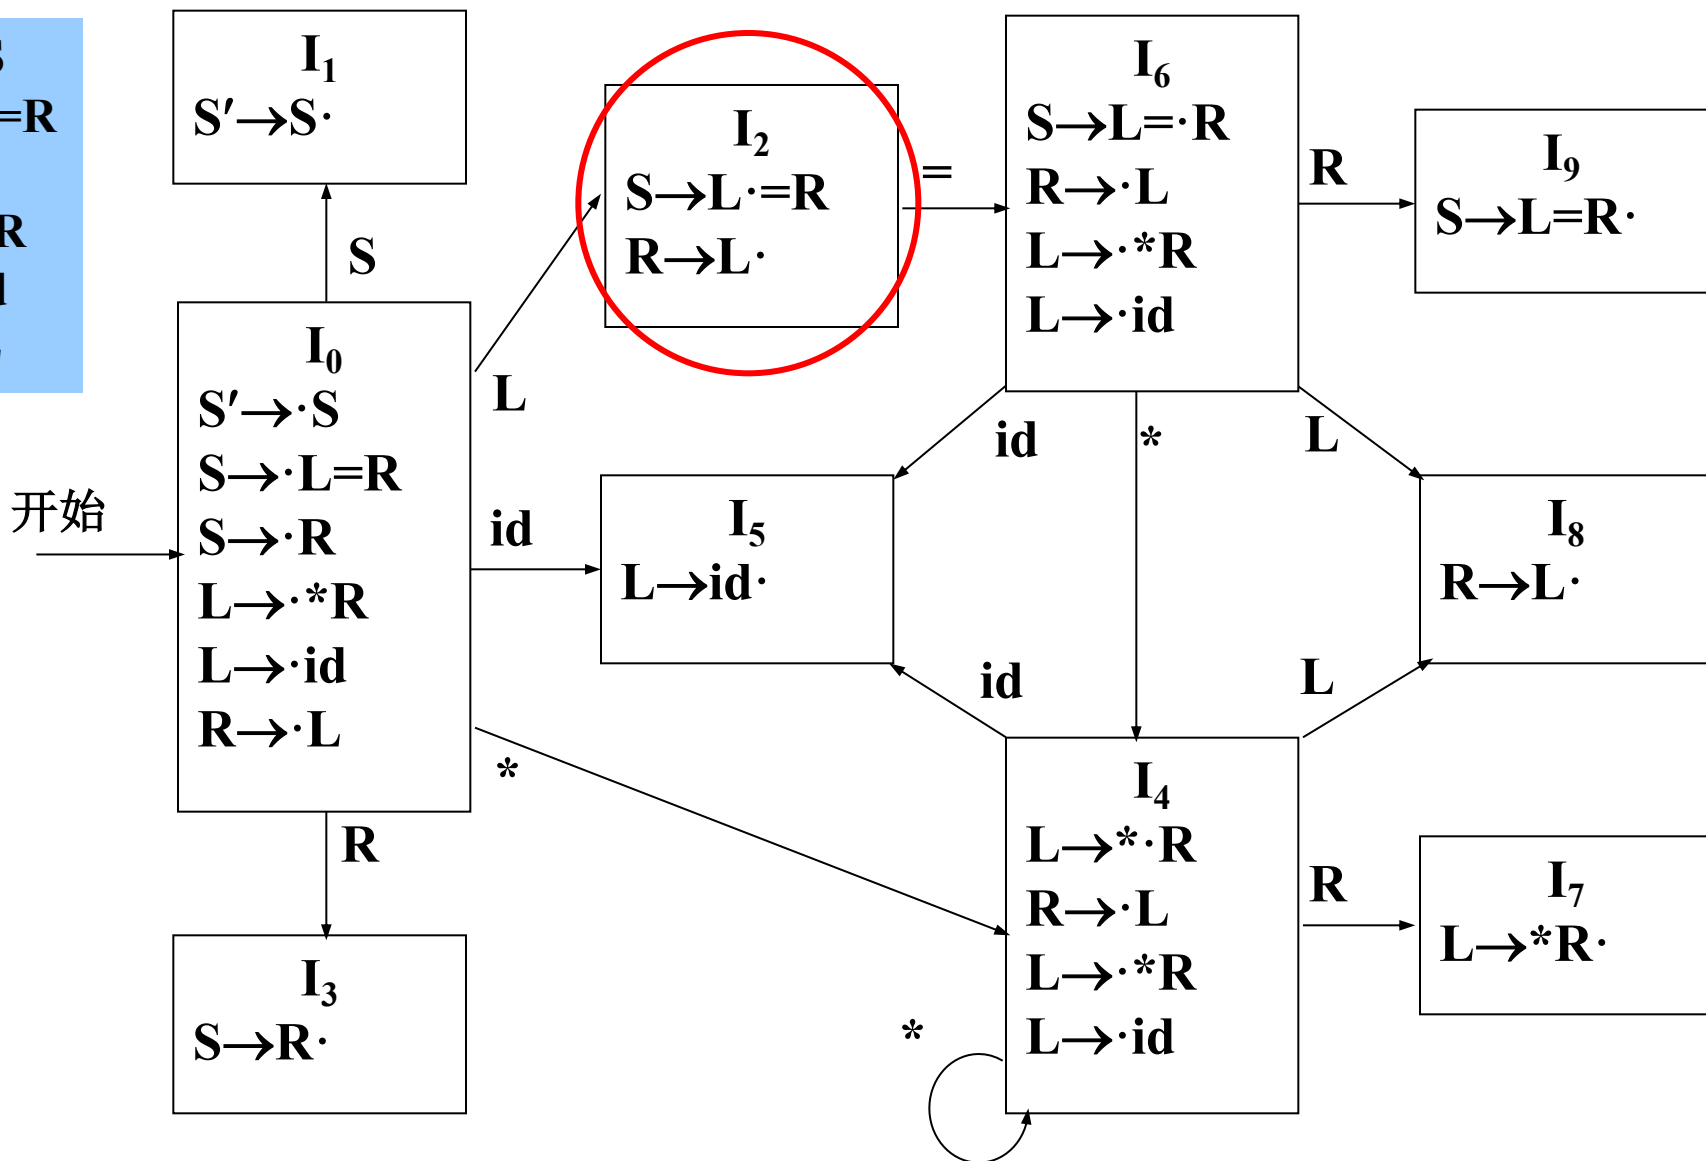 =R
R
I₁
S′→S·
S
I₀
S′→·S
S→·L=R
S→·R
L→·*R
L→·id
R→·L
开始
L
id
*
R
I₃
S→R·
I₂
S→L·=R
R→L·
=
I₅
L→id·
I₆
S→L=·R
R→·L
L→·*R
L→·id
R
I₉
S→L=R·
id
*
L
I₈
R→L·
id
L
I₄
L→*·R
R→·L
L→·*R
L→·id
*
R
I₇
L→*R·